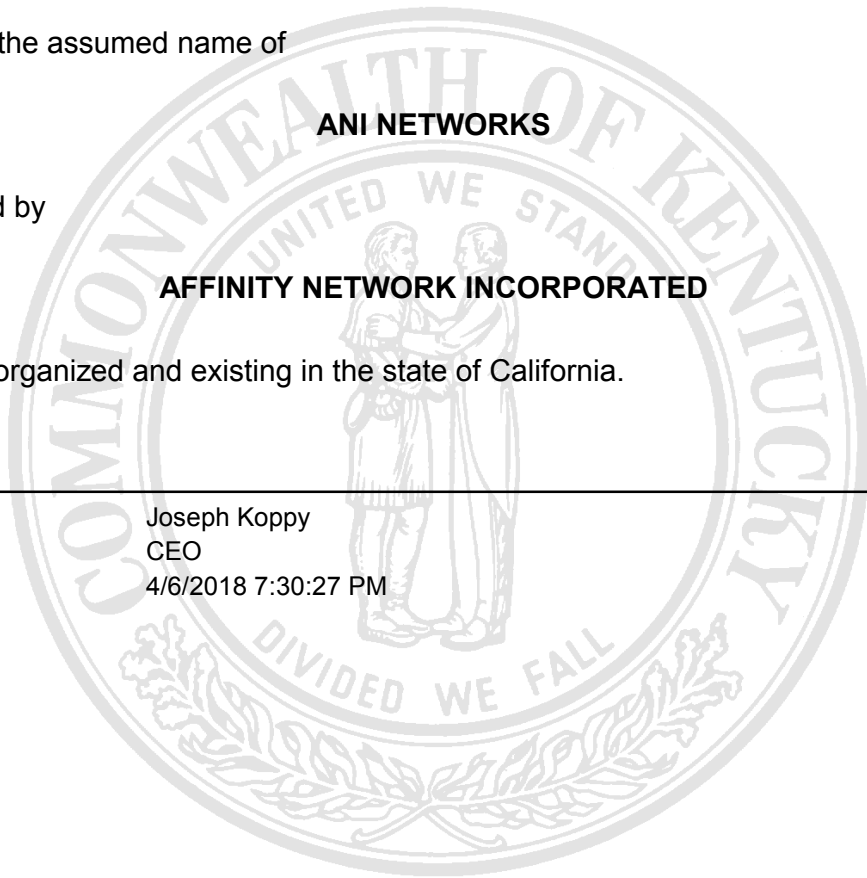 the assumed name of
ANI NETWORKS
d by
AFFINITY NETWORK INCORPORATED
organized and existing in the state of California.
Joseph Koppy
CEO
4/6/2018 7:30:27 PM
COMMONWEALTH OF KENTUCKY
UNITED WE STAND
DIVIDED WE FALL